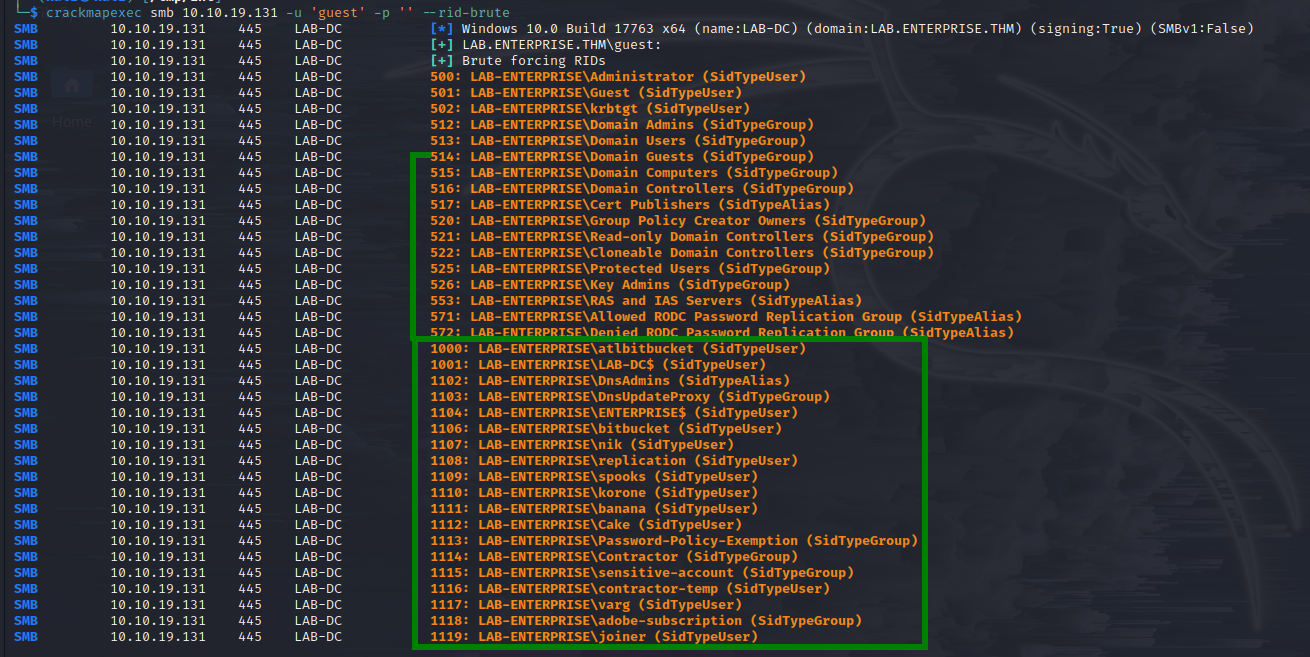 └─$ crackmapexec smb 10.10.19.131 -u 'guest' -p '' --rid-brute
SMB 10.10.19.131 445 LAB-DC [*] Windows 10.0 Build 17763 x64 (name:LAB-DC) (domain:LAB.ENTERPRISE.THM) (signing:True) (SMBv1:False)
SMB 10.10.19.131 445 LAB-DC [+] LAB.ENTERPRISE.THM\guest:
SMB 10.10.19.131 445 LAB-DC [+] Brute forcing RIDs
SMB 10.10.19.131 445 LAB-DC 500: LAB-ENTERPRISE\Administrator (SidTypeUser)
SMB 10.10.19.131 445 LAB-DC 501: LAB-ENTERPRISE\Guest (SidTypeUser)
SMB 10.10.19.131 445 LAB-DC 502: LAB-ENTERPRISE\krbtgt (SidTypeUser)
Home
SMB 10.10.19.131 445 LAB-DC 512: LAB-ENTERPRISE\Domain Admins (SidTypeGroup)
SMB 10.10.19.131 445 LAB-DC 513: LAB-ENTERPRISE\Domain Users (SidTypeGroup)
SMB 10.10.19.131 445 LAB-DC 514: LAB-ENTERPRISE\Domain Guests (SidTypeGroup)
SMB 10.10.19.131 445 LAB-DC 515: LAB-ENTERPRISE\Domain Computers (SidTypeGroup)
SMB 10.10.19.131 445 LAB-DC 516: LAB-ENTERPRISE\Domain Controllers (SidTypeGroup)
SMB 10.10.19.131 445 LAB-DC 517: LAB-ENTERPRISE\Cert Publishers (SidTypeAlias)
SMB 10.10.19.131 445 LAB-DC 520: LAB-ENTERPRISE\Group Policy Creator Owners (SidTypeGroup)
SMB 10.10.19.131 445 LAB-DC 521: LAB-ENTERPRISE\Read-only Domain Controllers (SidTypeGroup)
SMB 10.10.19.131 445 LAB-DC 522: LAB-ENTERPRISE\Cloneable Domain Controllers (SidTypeGroup)
SMB 10.10.19.131 445 LAB-DC 525: LAB-ENTERPRISE\Protected Users (SidTypeGroup)
SMB 10.10.19.131 445 LAB-DC 526: LAB-ENTERPRISE\Key Admins (SidTypeGroup)
SMB 10.10.19.131 445 LAB-DC 553: LAB-ENTERPRISE\RAS and IAS Servers (SidTypeAlias)
SMB 10.10.19.131 445 LAB-DC 571: LAB-ENTERPRISE\Allowed RODC Password Replication Group (SidTypeAlias)
SMB 10.10.19.131 445 LAB-DC 572: LAB-ENTERPRISE\Denied RODC Password Replication Group (SidTypeAlias)
SMB 10.10.19.131 445 LAB-DC 1000: LAB-ENTERPRISE\atlbitbucket (SidTypeUser)
SMB 10.10.19.131 445 LAB-DC 1001: LAB-ENTERPRISE\LAB-DC$ (SidTypeUser)
SMB 10.10.19.131 445 LAB-DC 1102: LAB-ENTERPRISE\DnsAdmins (SidTypeAlias)
SMB 10.10.19.131 445 LAB-DC 1103: LAB-ENTERPRISE\DnsUpdateProxy (SidTypeGroup)
SMB 10.10.19.131 445 LAB-DC 1104: LAB-ENTERPRISE\ENTERPRISE$ (SidTypeUser)
SMB 10.10.19.131 445 LAB-DC 1106: LAB-ENTERPRISE\bitbucket (SidTypeUser)
SMB 10.10.19.131 445 LAB-DC 1107: LAB-ENTERPRISE\nik (SidTypeUser)
SMB 10.10.19.131 445 LAB-DC 1108: LAB-ENTERPRISE\replication (SidTypeUser)
SMB 10.10.19.131 445 LAB-DC 1109: LAB-ENTERPRISE\spooks (SidTypeUser)
SMB 10.10.19.131 445 LAB-DC 1110: LAB-ENTERPRISE\korone (SidTypeUser)
SMB 10.10.19.131 445 LAB-DC 1111: LAB-ENTERPRISE\banana (SidTypeUser)
SMB 10.10.19.131 445 LAB-DC 1112: LAB-ENTERPRISE\Cake (SidTypeUser)
SMB 10.10.19.131 445 LAB-DC 1113: LAB-ENTERPRISE\Password-Policy-Exemption (SidTypeGroup)
SMB 10.10.19.131 445 LAB-DC 1114: LAB-ENTERPRISE\Contractor (SidTypeGroup)
SMB 10.10.19.131 445 LAB-DC 1115: LAB-ENTERPRISE\sensitive-account (SidTypeGroup)
SMB 10.10.19.131 445 LAB-DC 1116: LAB-ENTERPRISE\contractor-temp (SidTypeUser)
SMB 10.10.19.131 445 LAB-DC 1117: LAB-ENTERPRISE\varg (SidTypeUser)
SMB 10.10.19.131 445 LAB-DC 1118: LAB-ENTERPRISE\adobe-subscription (SidTypeGroup)
SMB 10.10.19.131 445 LAB-DC 1119: LAB-ENTERPRISE\joiner (SidTypeUser)